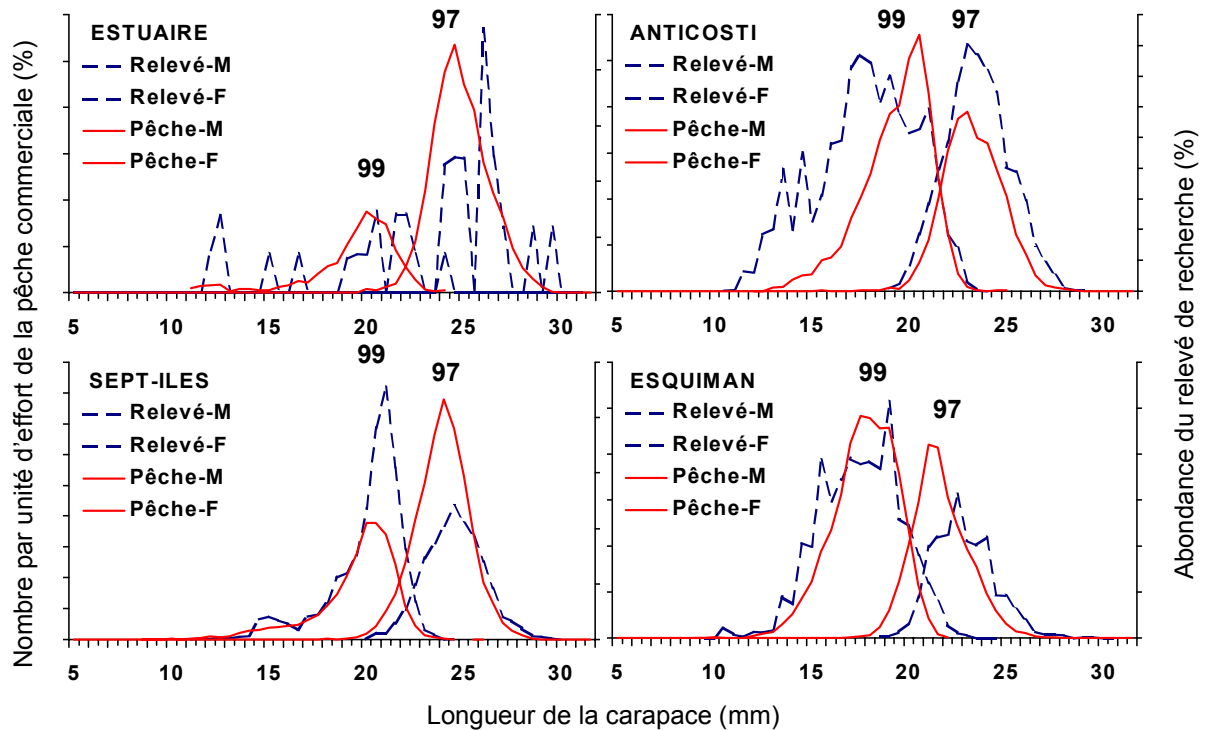 Nombre par unité d'effort de la pêche commerciale (%)
ESTUAIRE
Relevé-M
Relevé-F
Pêche-M
Pêche-F
99
97
5 10 15 20 25 30
ANTICOSTI
Relevé-M
Relevé-F
Pêche-M
Pêche-F
99
97
5 10 15 20 25 30
SEPT-ILES
Relevé-M
Relevé-F
Pêche-M
Pêche-F
99
97
5 10 15 20 25 30
ESQUIMAN
Relevé-M
Relevé-F
Pêche-M
Pêche-F
99
97
5 10 15 20 25 30
Abondance du relevé de recherche (%)
Longueur de la carapace (mm)